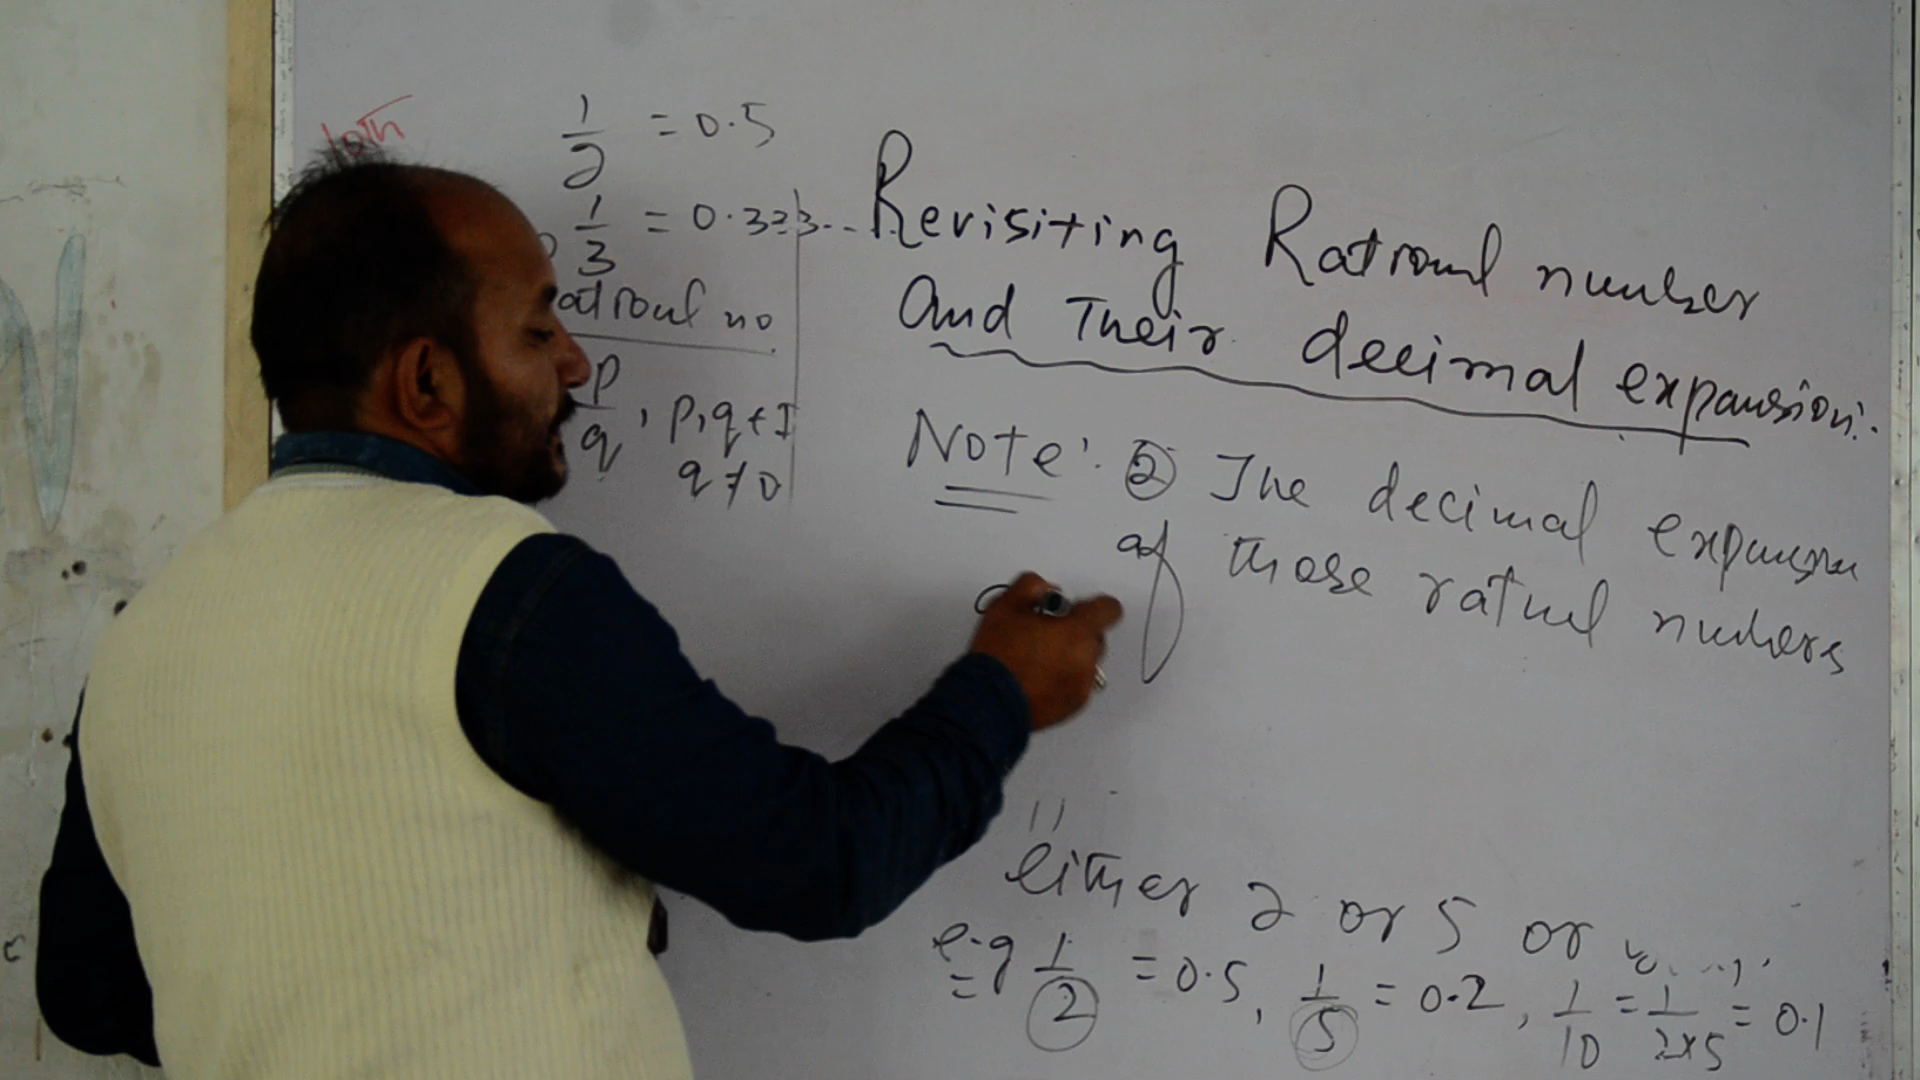 10th
1/2 = 0.5
1/3 = 0.333...
ational no
p/q, p,q ∈ I
q ≠ 0
Revisiting Rational number
and Their decimal expansion:
Note: ② The decimal expansion
of those rational numbers
either 2 or 5 or
e.g 1/2 = 0.5, 1/5 = 0.2, 1/10 = 1/2×5 = 0.1